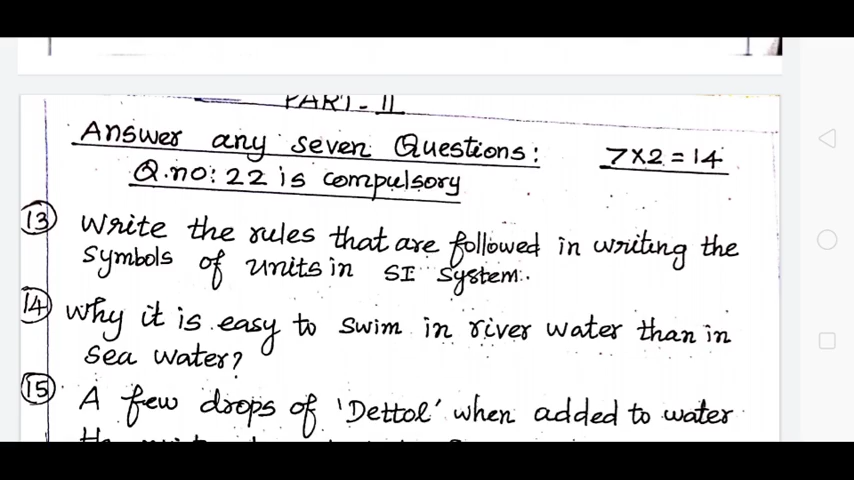 PART - II
Answer any seven Questions: 7x2=14
Q.no: 22 is compulsory
13 Write the rules that are followed in writing the
symbols of units in SI System.
14 Why it is easy to swim in river water than in
sea water?
15 A few drops of 'Dettol' when added to water
the